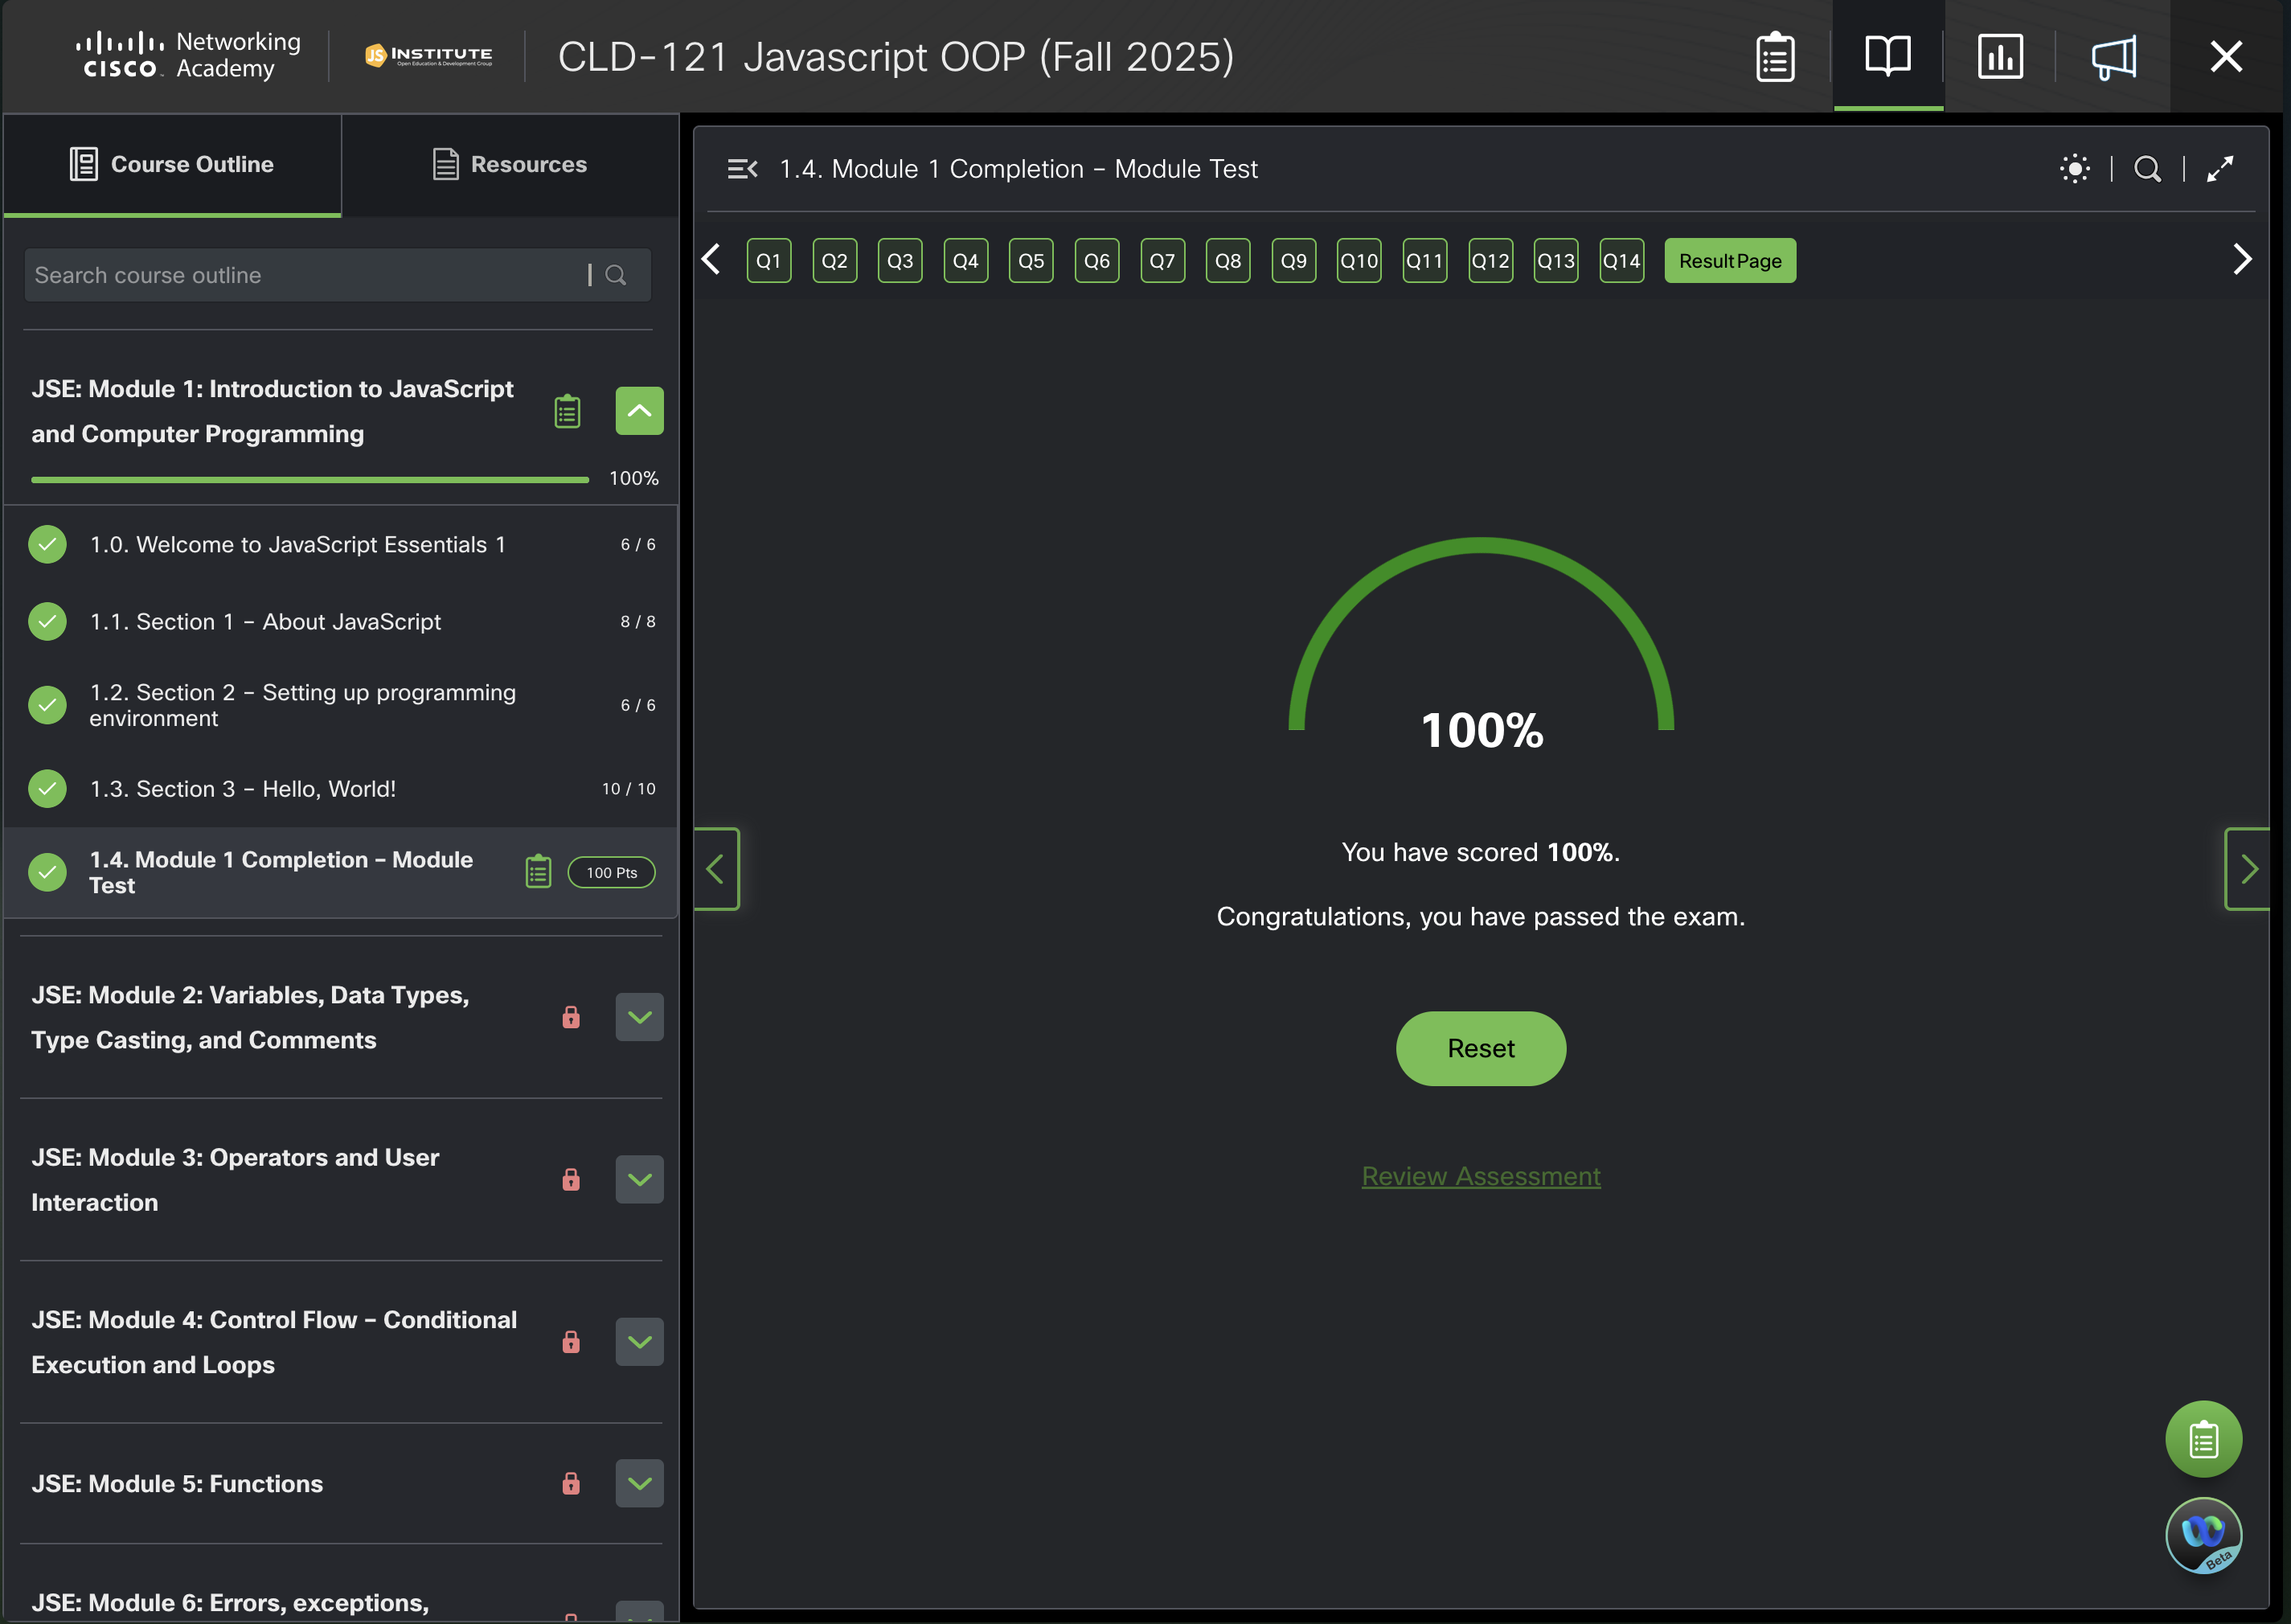 Networking
CISCO Academy
JS INSTITUTE
Open Education & Development Group
CLD-121 Javascript OOP (Fall 2025)
Course Outline
Resources
Search course outline
JSE: Module 1: Introduction to JavaScript
and Computer Programming
100%
1.0. Welcome to JavaScript Essentials 1
6 / 6
1.1. Section 1 – About JavaScript
8 / 8
1.2. Section 2 – Setting up programming
environment
6 / 6
1.3. Section 3 – Hello, World!
10 / 10
1.4. Module 1 Completion – Module
Test
100 Pts
JSE: Module 2: Variables, Data Types,
Type Casting, and Comments
JSE: Module 3: Operators and User
Interaction
JSE: Module 4: Control Flow – Conditional
Execution and Loops
JSE: Module 5: Functions
JSE: Module 6: Errors, exceptions,
1.4. Module 1 Completion – Module Test
Q1 Q2 Q3 Q4 Q5 Q6 Q7 Q8 Q9 Q10 Q11 Q12 Q13 Q14 Result Page
100%
You have scored 100%.
Congratulations, you have passed the exam.
Reset
Review Assessment
Beta